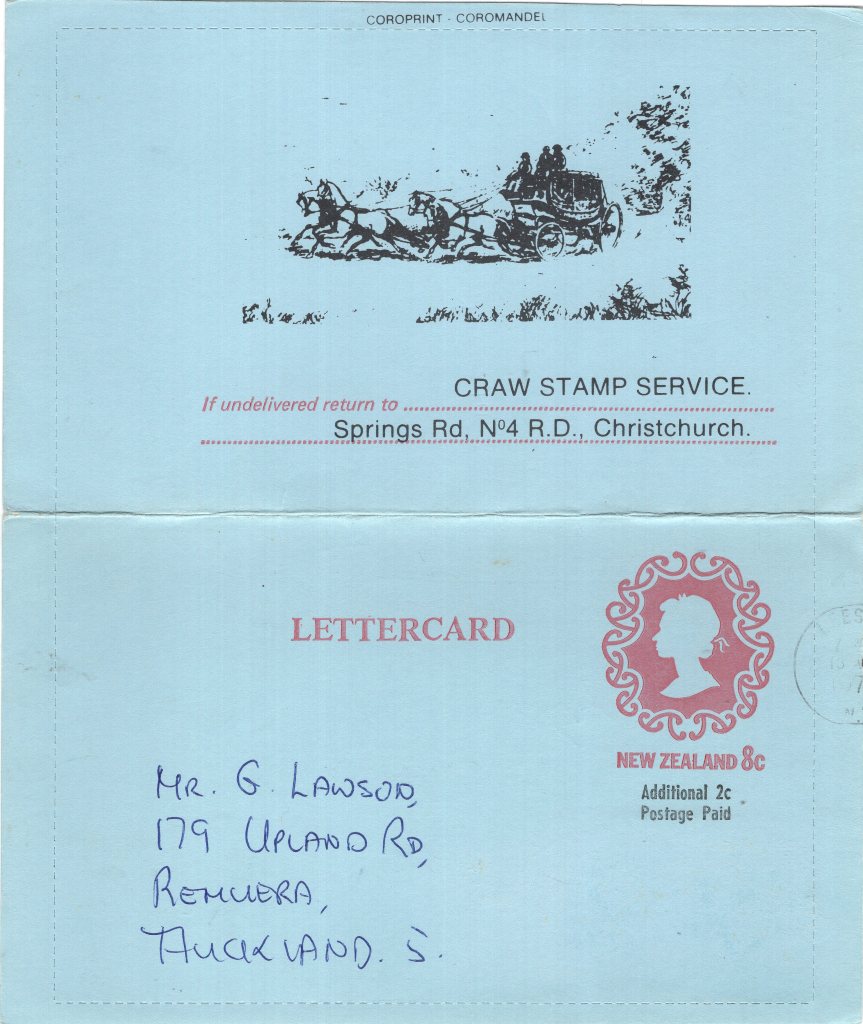 COROPRINT - COROMANDEL
CRAW STAMP SERVICE.
If undelivered return to
Springs Rd, Nº4 R.D., Christchurch.
LETTERCARD
NEW ZEALAND 8c
Additional 2c
Postage Paid
MR. G. LAWSON,
179 UPLAND RD,
REMUERA,
AUCKLAND. 5.